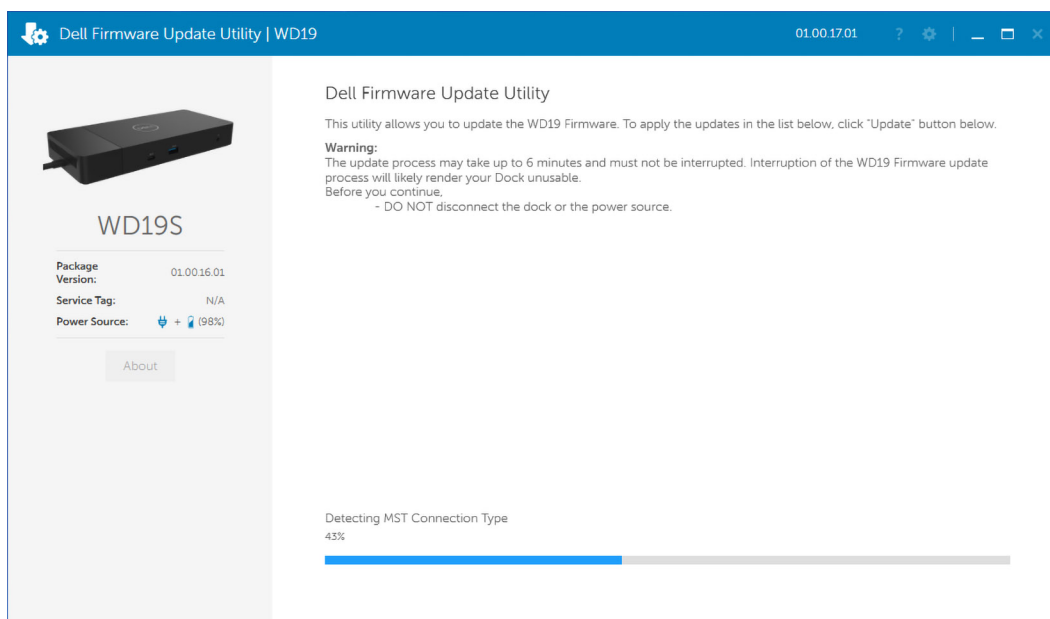 Dell Firmware Update Utility | WD19
01.00.17.01 ?
Dell Firmware Update Utility
This utility allows you to update the WD19 Firmware. To apply the updates in the list below, click "Update" button below.
Warning:
The update process may take up to 6 minutes and must not be interrupted. Interruption of the WD19 Firmware update
process will likely render your Dock unusable.
Before you continue,
- DO NOT disconnect the dock or the power source.
WD19S
Package
Version: 01.00.16.01
Service Tag: N/A
Power Source: + (98%)
About
Detecting MST Connection Type
43%